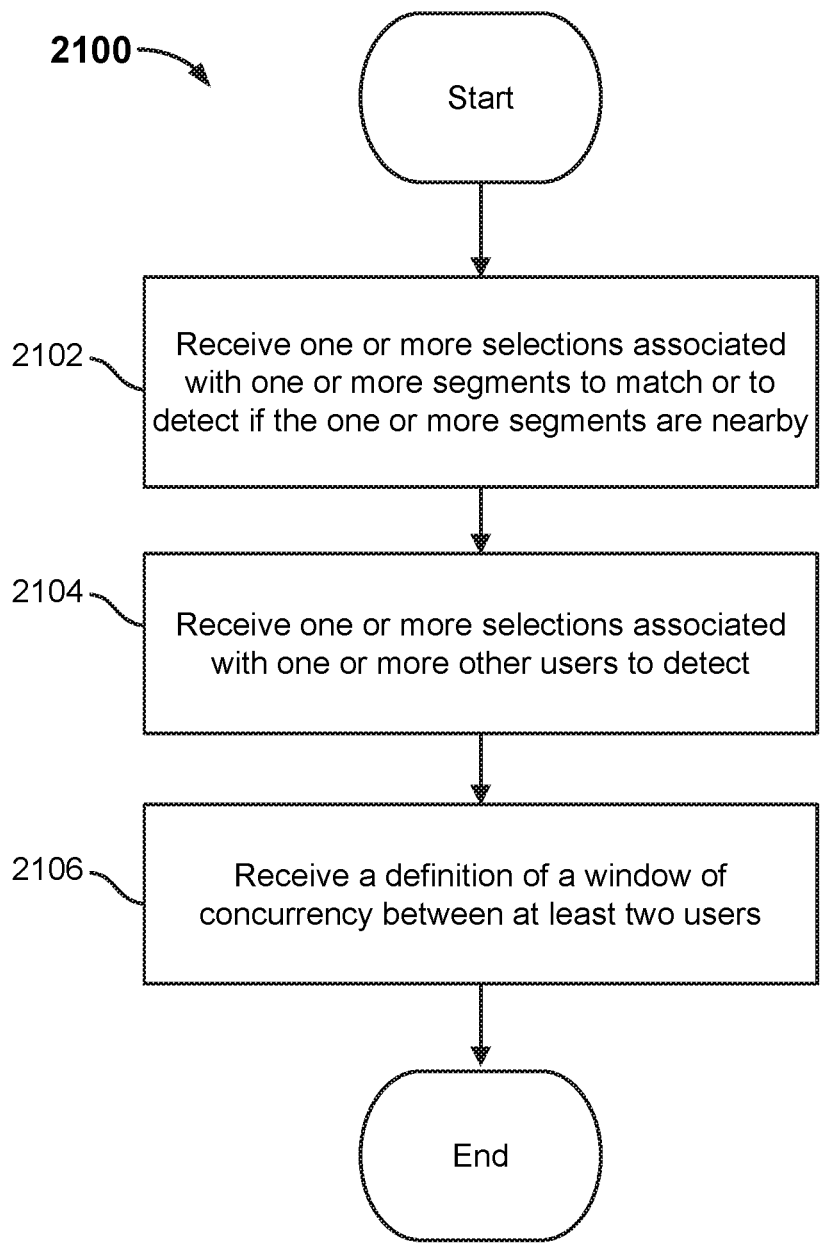 2100
Start
2102
Receive one or more selections associated
with one or more segments to match or to
detect if the one or more segments are nearby
2104
Receive one or more selections associated
with one or more other users to detect
2106
Receive a definition of a window of
concurrency between at least two users
End